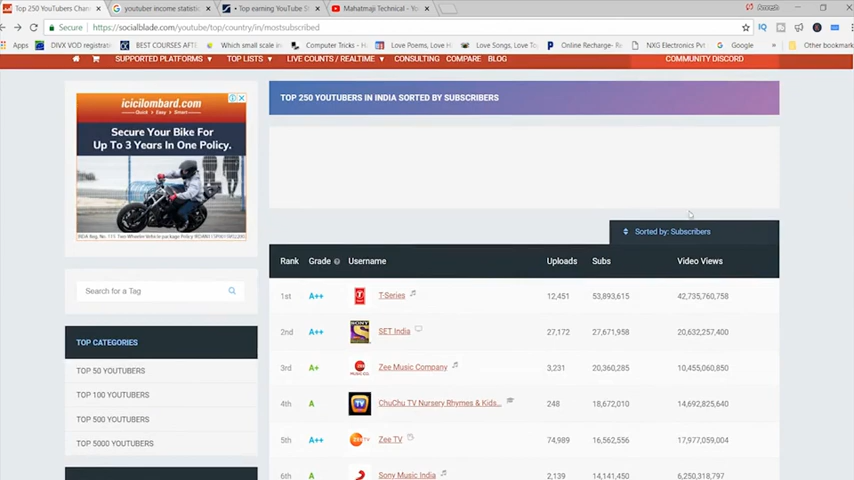 Top 250 YouTubers Chan
youtuber income statisti
Top earning YouTube S
Mahatmaji Technical - Yo
Secure
https://socialblade.com/youtube/top/country/in/mostsubscribed
Apps
DIVX VOD registrat
BEST COURSES AFTE
Computer Tricks - H
Love Poems, Love H
Love Songs, Love To
Online Recharge- Re
NXG Electronics Pvt
Google
Other bookmark
SUPPORTED PLATFORMS
TOP LISTS
LIVE COUNTS / REALTIME
CONSULTING
COMPARE
BLOG
COMMUNITY DISCORD
icicilombard.com
Secure Your Bike For
Up To 3 Years In One Policy.
TOP 250 YOUTUBERS IN INDIA SORTED BY SUBSCRIBERS
Sorted by: Subscribers
Rank Grade Username Uploads Subs Video Views
1st A++ T-Series 12,451 53,893,615 42,735,760,758
2nd A++ SET India 27,172 27,671,958 20,632,257,400
3rd A+ Zee Music Company 3,231 20,360,285 10,455,060,850
4th A ChuChu TV Nursery Rhymes & Kids... 248 18,672,010 14,692,825,640
5th A++ Zee TV 74,989 16,562,556 17,977,059,004
6th A Sony Music India 2,139 14,141,450 6,250,318,797
Search for a Tag
TOP CATEGORIES
TOP 50 YOUTUBERS
TOP 100 YOUTUBERS
TOP 500 YOUTUBERS
TOP 5000 YOUTUBERS